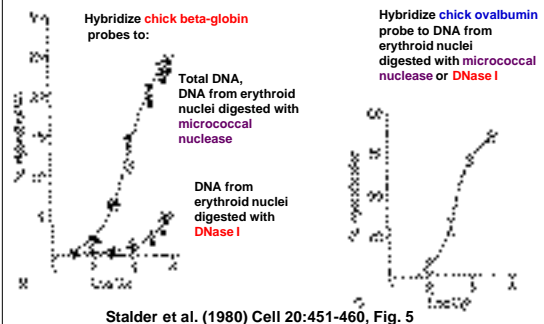 Hybridize chick beta-globin
probes to:
Total DNA,
DNA from erythroid
nuclei digested with
micrococcal
nuclease
DNA from
erythroid nuclei
digested with
DNase I
Hybridize chick ovalbumin
probe to DNA from
erythroid nuclei
digested with micrococcal
nuclease or DNase I
Stalder et al. (1980) Cell 20:451-460, Fig. 5